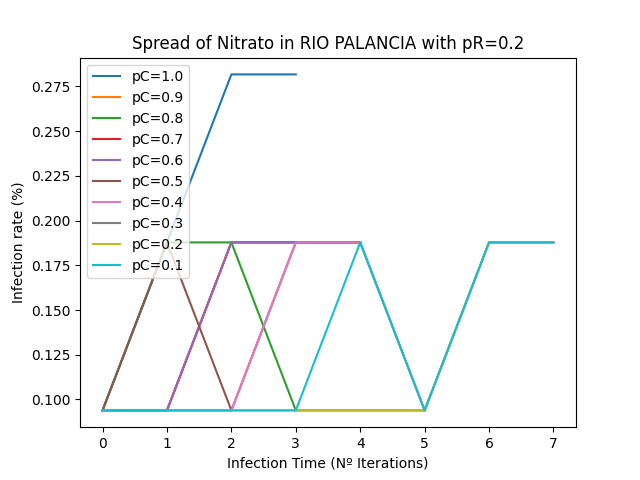 Spread of Nitrato in RIO PALANCIA with pR=0.2
Infection rate (%)
0.275
0.250
0.225
0.200
0.175
0.150
0.125
0.100
pC=1.0
pC=0.9
pC=0.8
pC=0.7
pC=0.6
pC=0.5
pC=0.4
pC=0.3
pC=0.2
pC=0.1
0 1 2 3 4 5 6 7
Infection Time (Nº Iterations)